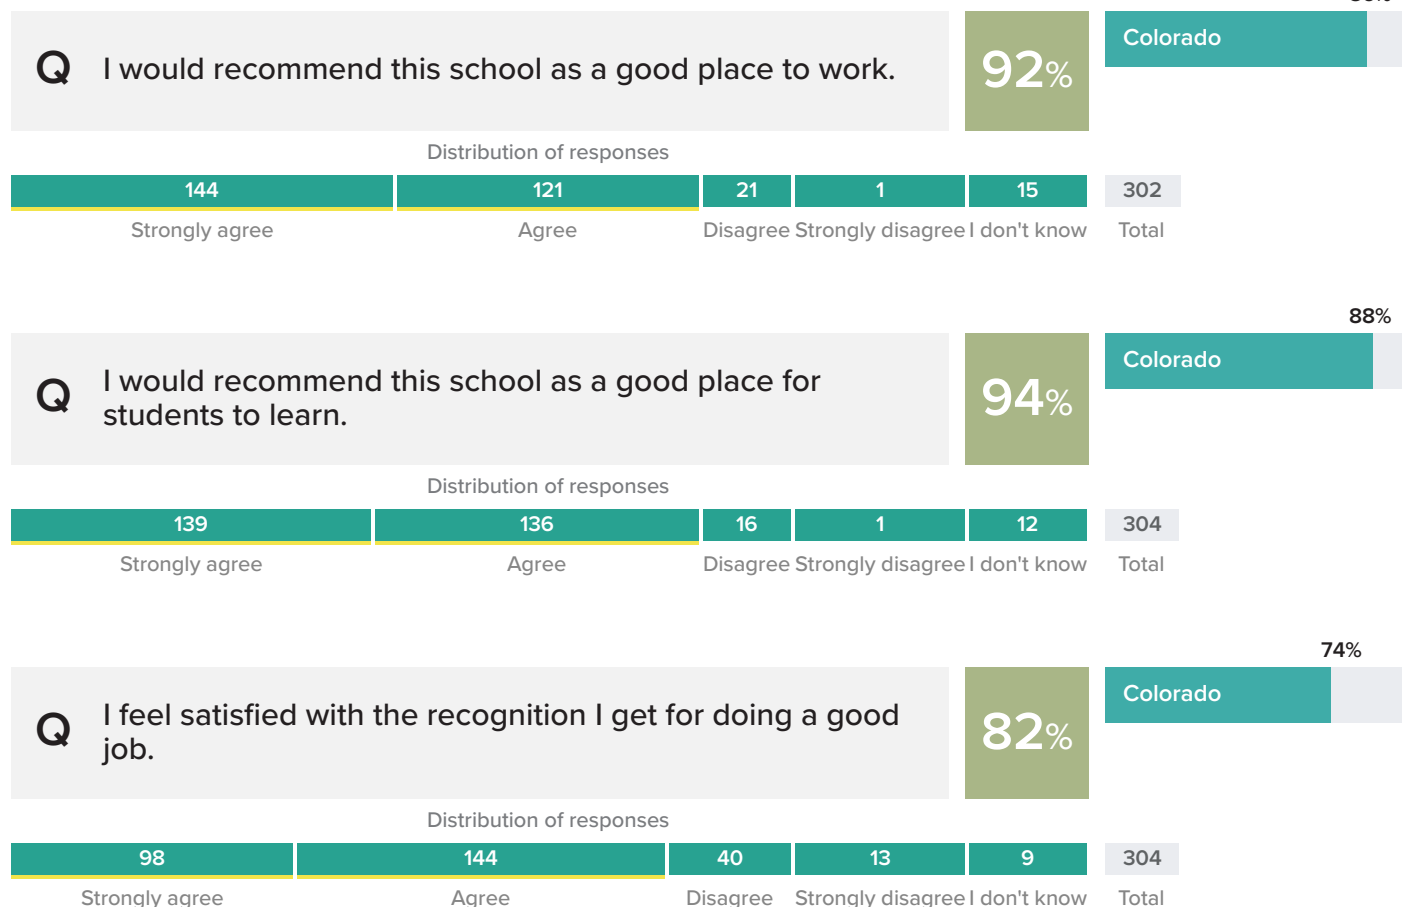 Colorado
Q I would recommend this school as a good place to work. 92%
Distribution of responses
144 121 21 1 15 302
Strongly agree Agree Disagree Strongly disagree I don't know Total
88%
Colorado
Q I would recommend this school as a good place for
students to learn. 94%
Distribution of responses
139 136 16 1 12 304
Strongly agree Agree Disagree Strongly disagree I don't know Total
74%
Colorado
Q I feel satisfied with the recognition I get for doing a good
job. 82%
Distribution of responses
98 144 40 13 9 304
Strongly agree Agree Disagree Strongly disagree I don't know Total